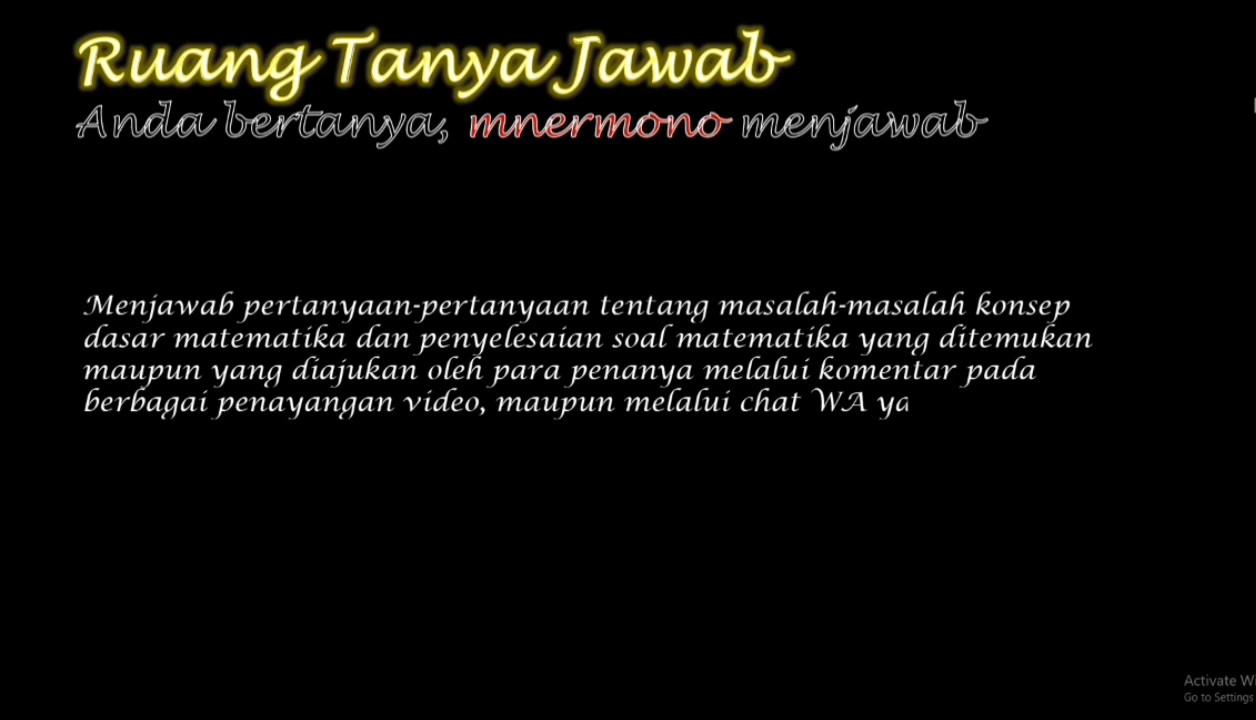 Ruang Tanya Jawab
Anda bertanya, mnermono menjawab
Menjawab pertanyaan-pertanyaan tentang masalah-masalah konsep
dasar matematika dan penyelesaian soal matematika yang ditemukan
maupun yang diajukan oleh para penanya melalui komentar pada
berbagai penayangan video, maupun melalui chat WA ya
Activate Wi
Go to Settings